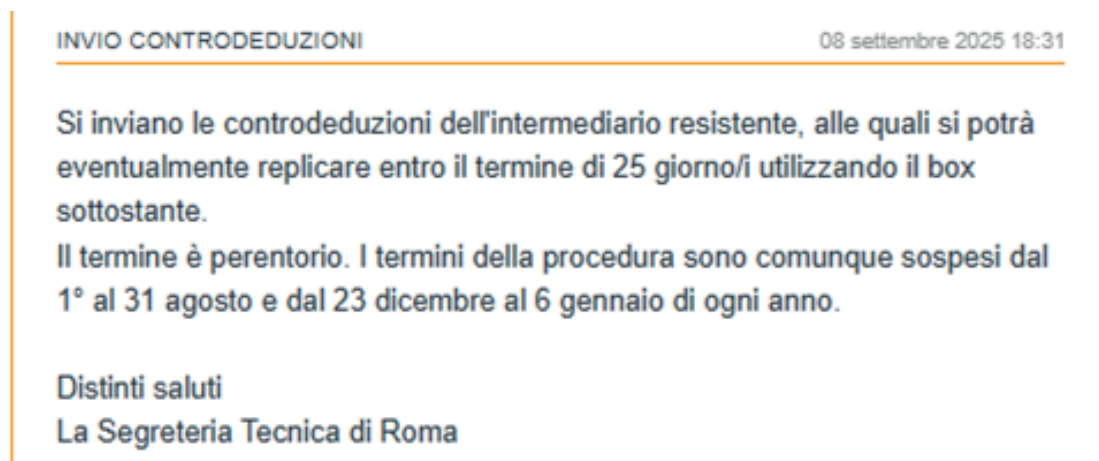 INVIO CONTRODEDUZIONI 08 settembre 2025 18:31
Si inviano le controdeduzioni dell'intermediario resistente, alle quali si potrà
eventualmente replicare entro il termine di 25 giorno/i utilizzando il box
sottostante.
Il termine è perentorio. I termini della procedura sono comunque sospesi dal
1° al 31 agosto e dal 23 dicembre al 6 gennaio di ogni anno.
Distinti saluti
La Segreteria Tecnica di Roma